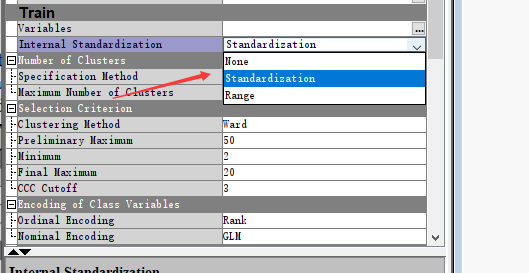 Train
Variables ...
Internal Standardization Standardization
Number of Clusters None
Specification Method Standardization
Maximum Number of Clusters Range
Selection Criterion
Clustering Method Ward
Preliminary Maximum 50
Minimum 2
Final Maximum 20
CCC Cutoff 3
Encoding of Class Variables
Ordinal Encoding Rank
Nominal Encoding GLM
Internal Standardization